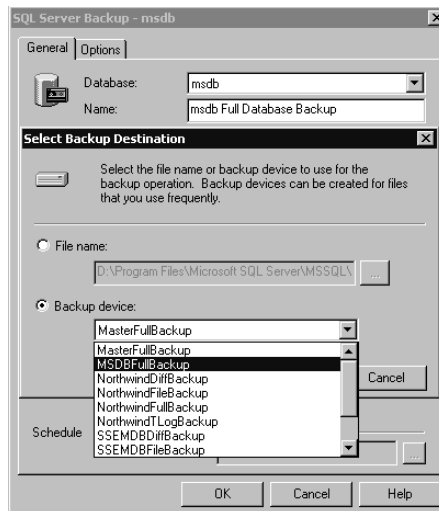 SQL Server Backup - msdb
General
Options
Database:
msdb
Name:
msdb Full Database Backup
Select Backup Destination
Select the file name or backup device to use for the
backup operation. Backup devices can be created for files
that you use frequently.
File name:
D:\Program Files\Microsoft SQL Server\MSSQL\
...
Backup device:
MasterFullBackup
MasterFullBackup
MSDBFullBackup
NorthwindDiffBackup
NorthwindFileBackup
NorthwindFullBackup
NorthwindTLogBackup
SSEMDBDiffBackup
SSEMDBFileBackup
Cancel
Schedule
...
OK
Cancel
Help